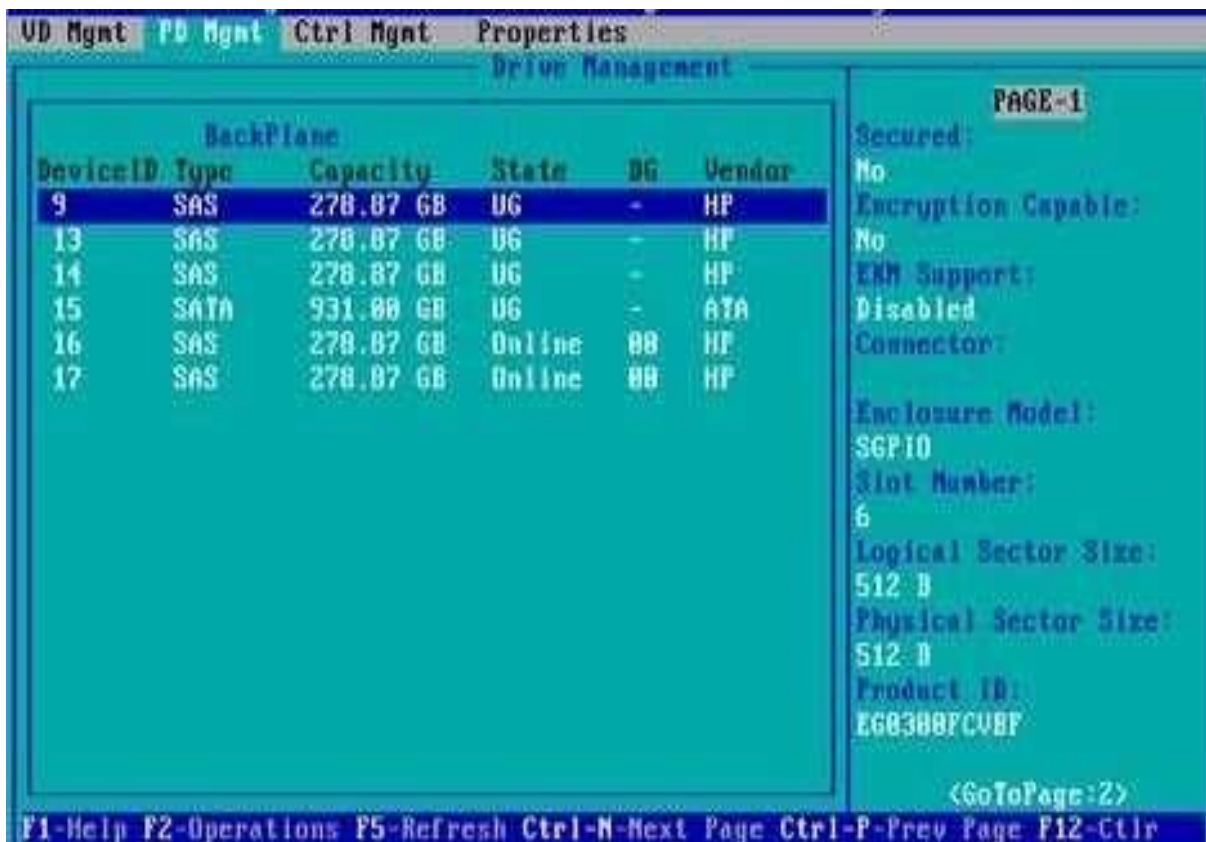 VD Mgmt PD Mgmt Ctrl Mgmt Properties
Drive Management
BackPlane
DeviceID Type Capacity State DG Vendor
9 SAS 278.87 GB UG - HP
13 SAS 278.87 GB UG - HP
14 SAS 278.87 GB UG - HP
15 SATA 931.00 GB UG - ATA
16 SAS 278.87 GB Online 00 HP
17 SAS 278.87 GB Online 00 HP
PAGE-1
Secured:
No
Encryption Capable:
No
EKM Support:
Disabled
Connector:
Enclosure Model:
SGPIO
Slot Number:
6
Logical Sector Size:
512 B
Physical Sector Size:
512 B
Product ID:
EG0300FCVBF
<GoToPage:2>
F1-Help F2-Operations F5-Refresh Ctrl-N-Next Page Ctrl-P-Prev Page F12-Ctlr